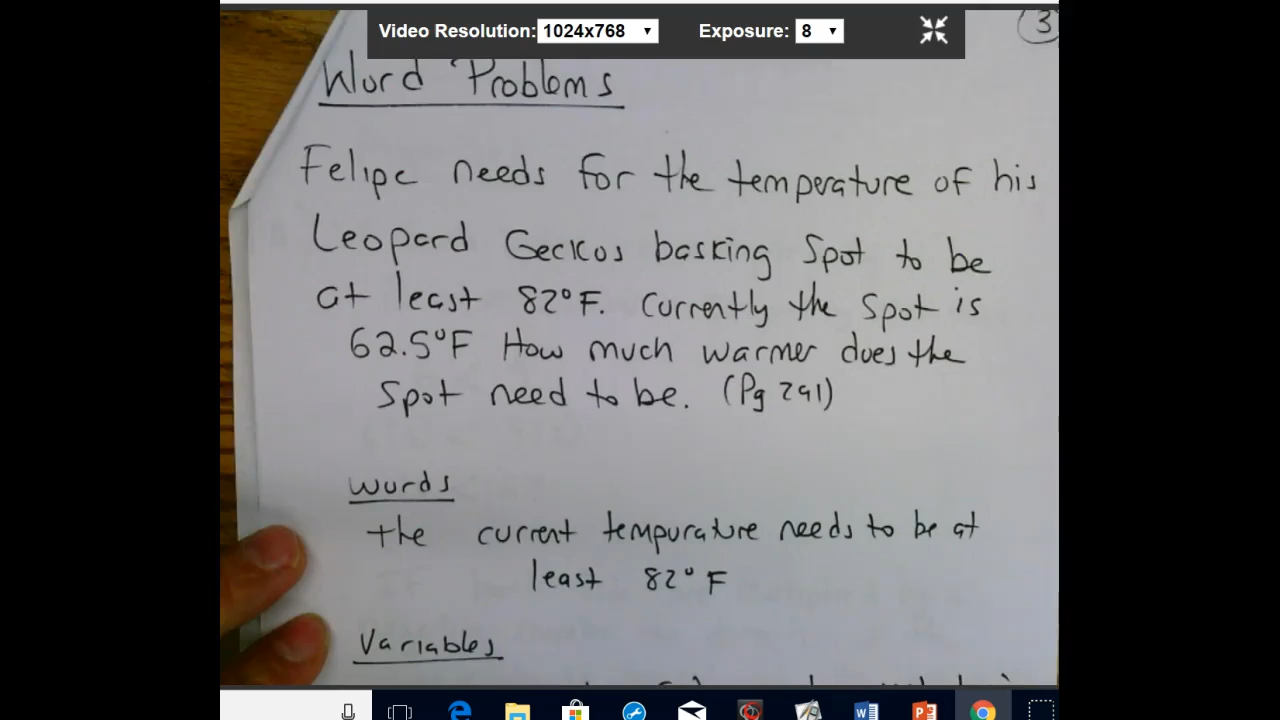 Video Resolution: 1024x768 Exposure: 8
3
Word Problems
Felipe needs for the temperature of his
Leopard Geckos basking Spot to be
at least 82°F. Currently the Spot is
62.5°F How much warmer does the
Spot need to be. (Pg 291)
Words
the current tempurature needs to be at
least 82°F
Variables